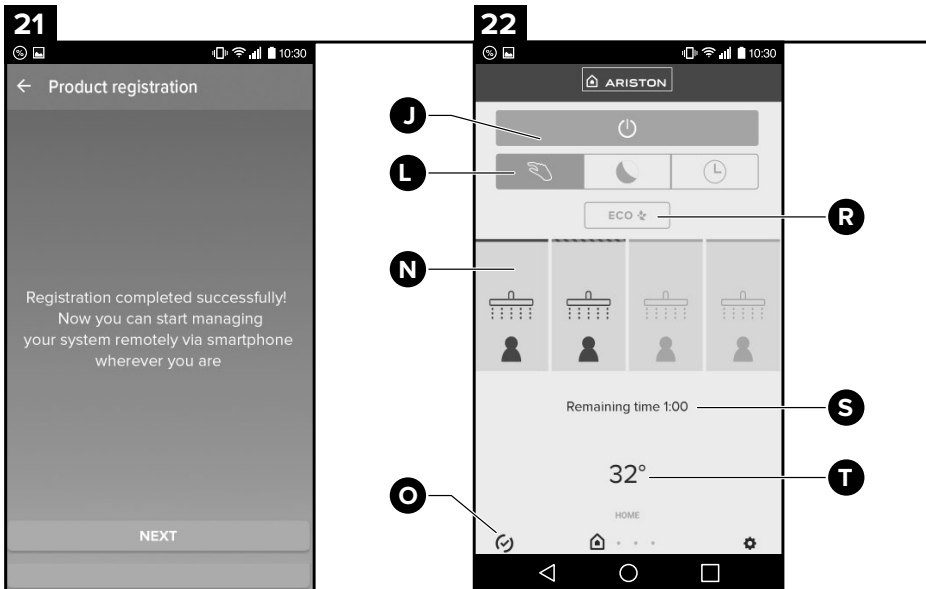 21
10:30
Product registration
Registration completed successfully!
Now you can start managing
your system remotely via smartphone
wherever you are
NEXT
22
10:30
ARISTON
J
L
ECO
R
N
Remaining time 1:00
S
32°
T
O
HOME